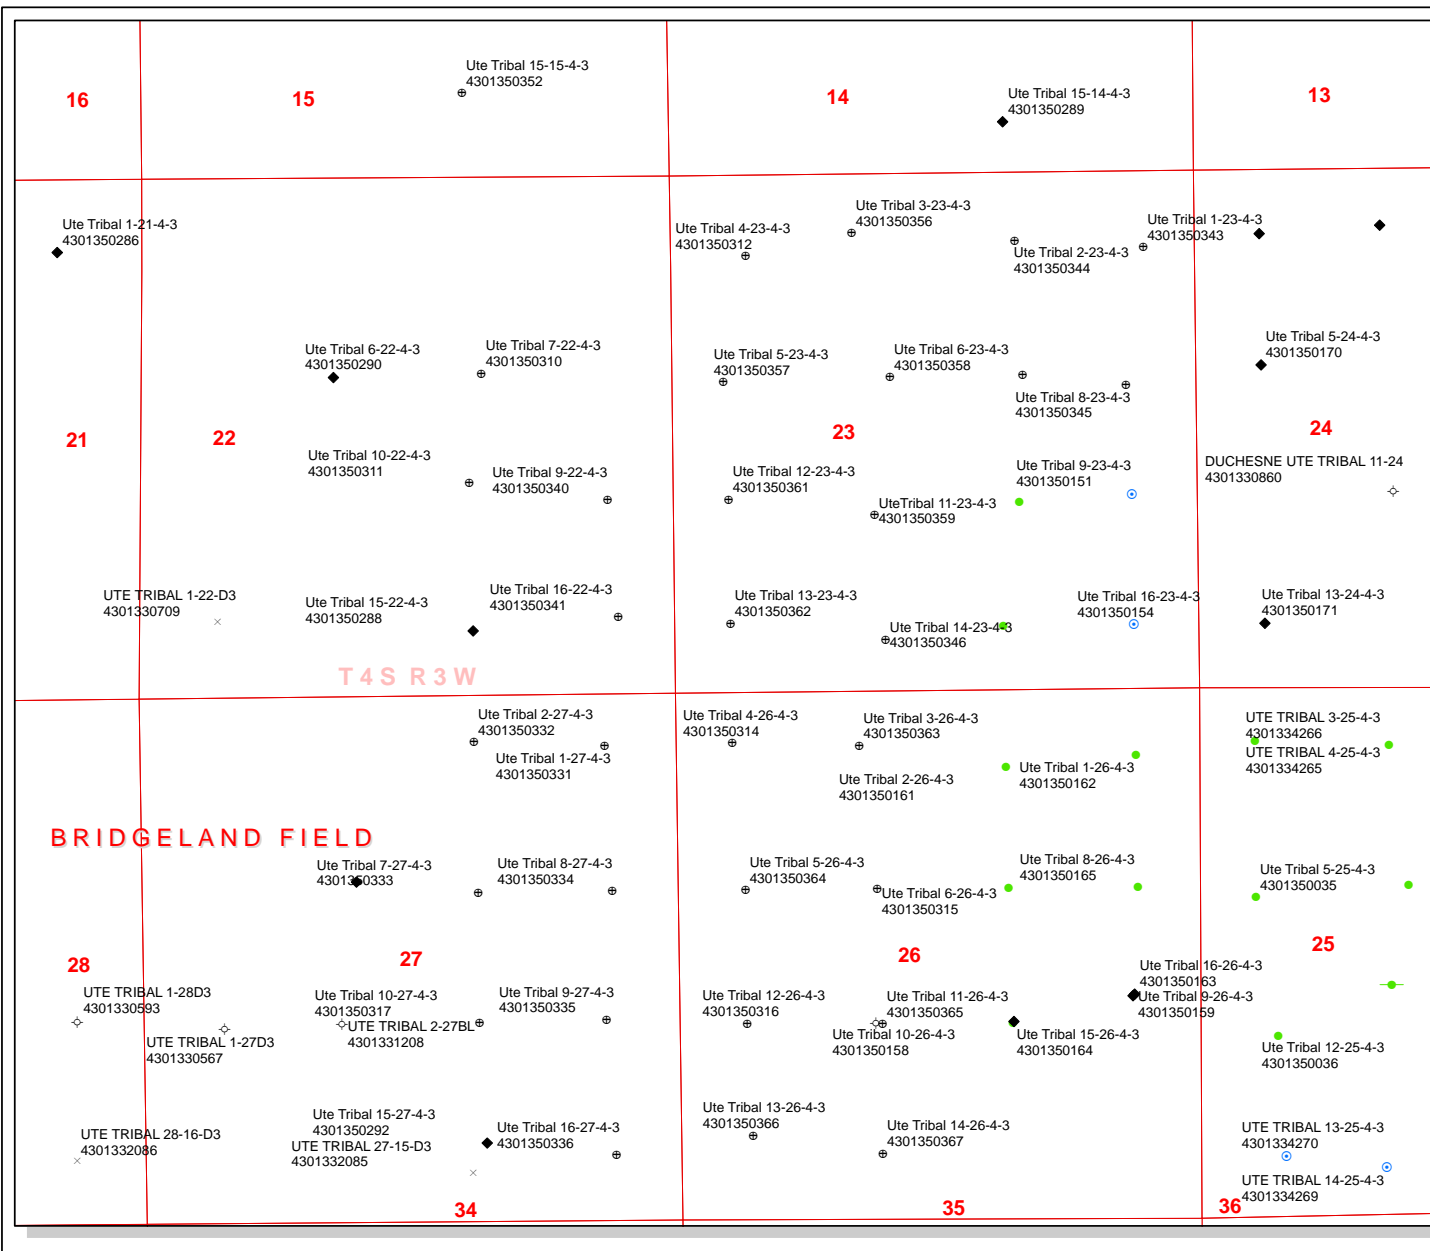 Ute Tribal 15-15-4-3
4301350352
16
15
14
Ute Tribal 15-14-4-3
4301350289
13
Ute Tribal 1-21-4-3
4301350286
Ute Tribal 4-23-4-3
4301350312
Ute Tribal 3-23-4-3
4301350356
Ute Tribal 2-23-4-3
4301350344
Ute Tribal 1-23-4-3
4301350343
Ute Tribal 6-22-4-3
4301350290
Ute Tribal 7-22-4-3
4301350310
Ute Tribal 5-23-4-3
4301350357
Ute Tribal 6-23-4-3
4301350358
Ute Tribal 8-23-4-3
4301350345
Ute Tribal 5-24-4-3
4301350170
21
22
23
24
Ute Tribal 10-22-4-3
4301350311
Ute Tribal 9-22-4-3
4301350340
Ute Tribal 12-23-4-3
4301350361
UteTribal 11-23-4-3
4301350359
Ute Tribal 9-23-4-3
4301350151
DUCHESNE UTE TRIBAL 11-24
4301330860
UTE TRIBAL 1-22-D3
4301330709
Ute Tribal 15-22-4-3
4301350288
Ute Tribal 16-22-4-3
4301350341
Ute Tribal 13-23-4-3
4301350362
Ute Tribal 14-23-4-3
4301350346
Ute Tribal 16-23-4-3
4301350154
Ute Tribal 13-24-4-3
4301350171
T4S R3W
Ute Tribal 2-27-4-3
4301350332
Ute Tribal 1-27-4-3
4301350331
Ute Tribal 4-26-4-3
4301350314
Ute Tribal 3-26-4-3
4301350363
Ute Tribal 2-26-4-3
4301350161
Ute Tribal 1-26-4-3
4301350162
UTE TRIBAL 3-25-4-3
4301334266
UTE TRIBAL 4-25-4-3
4301334265
BRIDGELAND FIELD
Ute Tribal 7-27-4-3
4301350333
Ute Tribal 8-27-4-3
4301350334
Ute Tribal 5-26-4-3
4301350364
Ute Tribal 6-26-4-3
4301350315
Ute Tribal 8-26-4-3
4301350165
Ute Tribal 5-25-4-3
4301350035
28
27
26
25
UTE TRIBAL 1-28D3
4301330593
UTE TRIBAL 1-27D3
4301330567
Ute Tribal 10-27-4-3
4301350317
UTE TRIBAL 2-27BL
4301331208
Ute Tribal 9-27-4-3
4301350335
Ute Tribal 12-26-4-3
4301350316
Ute Tribal 11-26-4-3
4301350365
Ute Tribal 10-26-4-3
4301350158
Ute Tribal 16-26-4-3
4301350163
Ute Tribal 9-26-4-3
4301350159
Ute Tribal 15-26-4-3
4301350164
Ute Tribal 12-25-4-3
4301350036
UTE TRIBAL 28-16-D3
4301332086
Ute Tribal 15-27-4-3
4301350292
UTE TRIBAL 27-15-D3
4301332085
Ute Tribal 16-27-4-3
4301350336
Ute Tribal 13-26-4-3
4301350366
Ute Tribal 14-26-4-3
4301350367
UTE TRIBAL 13-25-4-3
4301334270
UTE TRIBAL 14-25-4-3
4301334269
34
35
36